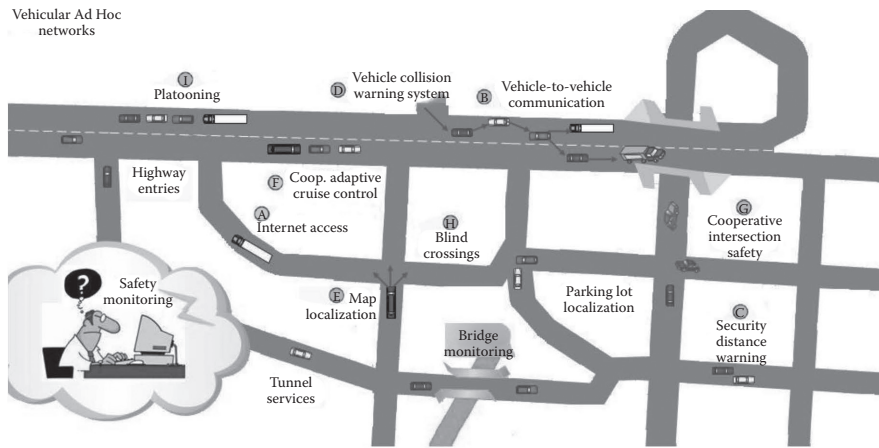 Vehicular Ad Hoc
networks
I
Platooning
D
Vehicle collision
warning system
B
Vehicle-to-vehicle
communication
Highway
entries
F
Coop. adaptive
cruise control
A
Internet access
H
Blind
crossings
G
Cooperative
intersection
safety
?
Safety
monitoring
E
Map
localization
Parking lot
localization
C
Security
distance
warning
Bridge
monitoring
Tunnel
services